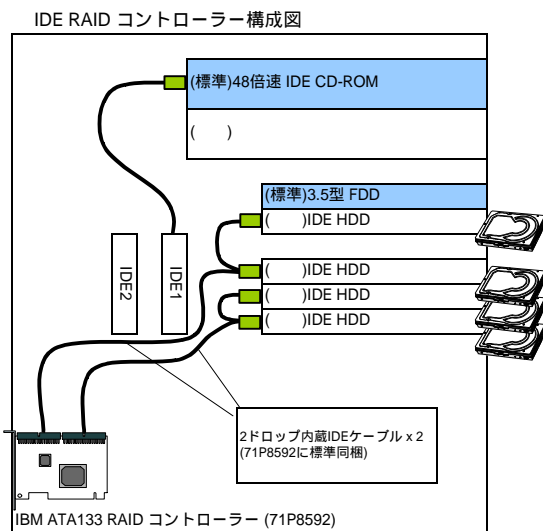 IDE RAID コントローラー構成図
(標準)48倍速 IDE CD-ROM
(　　)
(標準)3.5型 FDD
(　　)IDE HDD
(　　)IDE HDD
(　　)IDE HDD
(　　)IDE HDD
IDE2
IDE1
2ドロップ内蔵IDEケーブル x 2
(71P8592に標準同梱)
IBM ATA133 RAID コントローラー (71P8592)